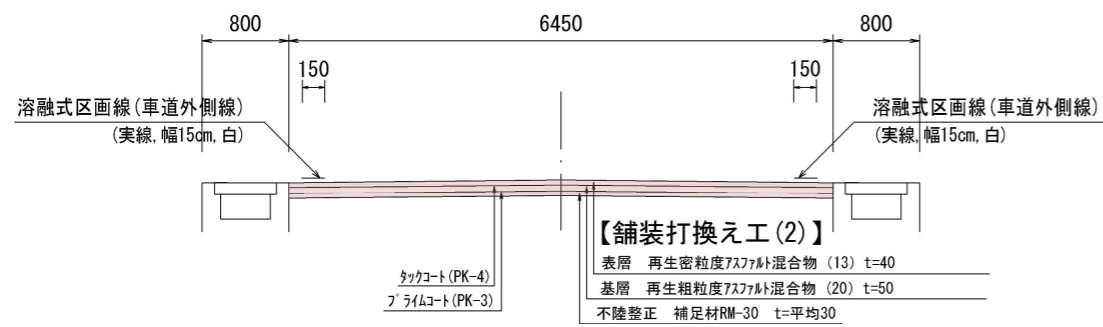 800 6450 800
150 150
溶融式区画線(車道外側線) 溶融式区画線(車道外側線)
(実線,幅15cm,白) (実線,幅15cm,白)
【舗装打換え工(2)】
表層 再生密粒度ｱｽﾌｧﾙﾄ混合物 (13) t=40
ﾀｯｸｺｰﾄ(PK-4)
基層 再生粗粒度ｱｽﾌｧﾙﾄ混合物 (20) t=50
ﾌﾟﾗｲﾑｺｰﾄ(PK-3)
不陸整正 補足材RM-30 t=平均30